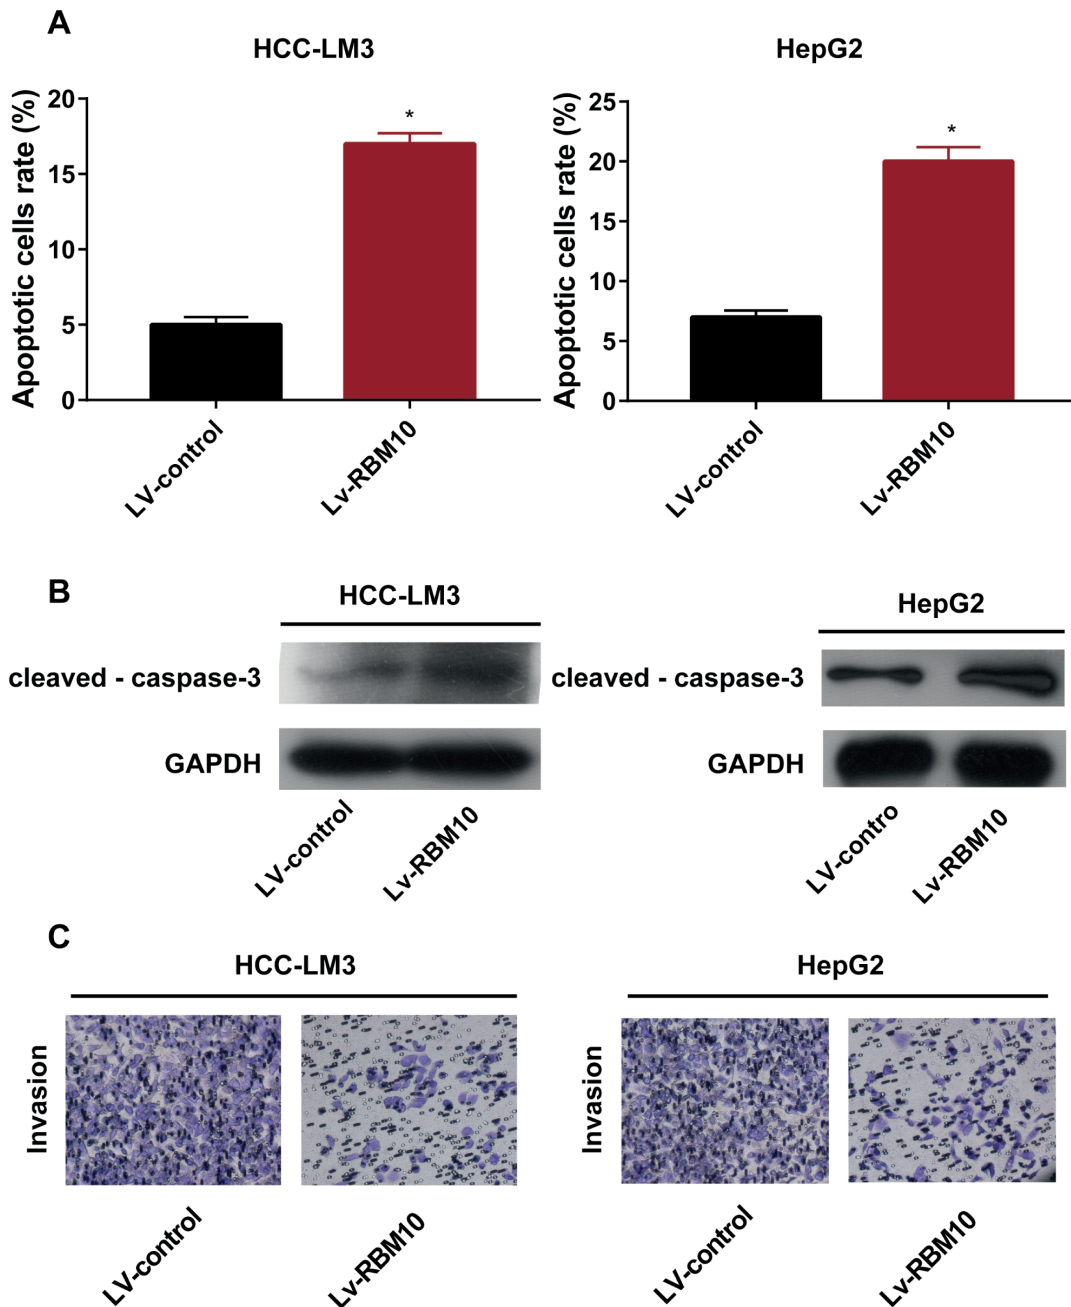 A
HCC-LM3
HepG2
Apoptotic cells rate (%)
20
15
10
5
0
*
LV-control
Lv-RBM10
Apoptotic cells rate (%)
25
20
15
10
5
0
*
LV-control
Lv-RBM10
B
HCC-LM3
cleaved - caspase-3
GAPDH
LV-control
Lv-RBM10
HepG2
cleaved - caspase-3
GAPDH
LV-contro
Lv-RBM10
C
HCC-LM3
Invasion
LV-control
Lv-RBM10
HepG2
Invasion
LV-control
Lv-RBM10